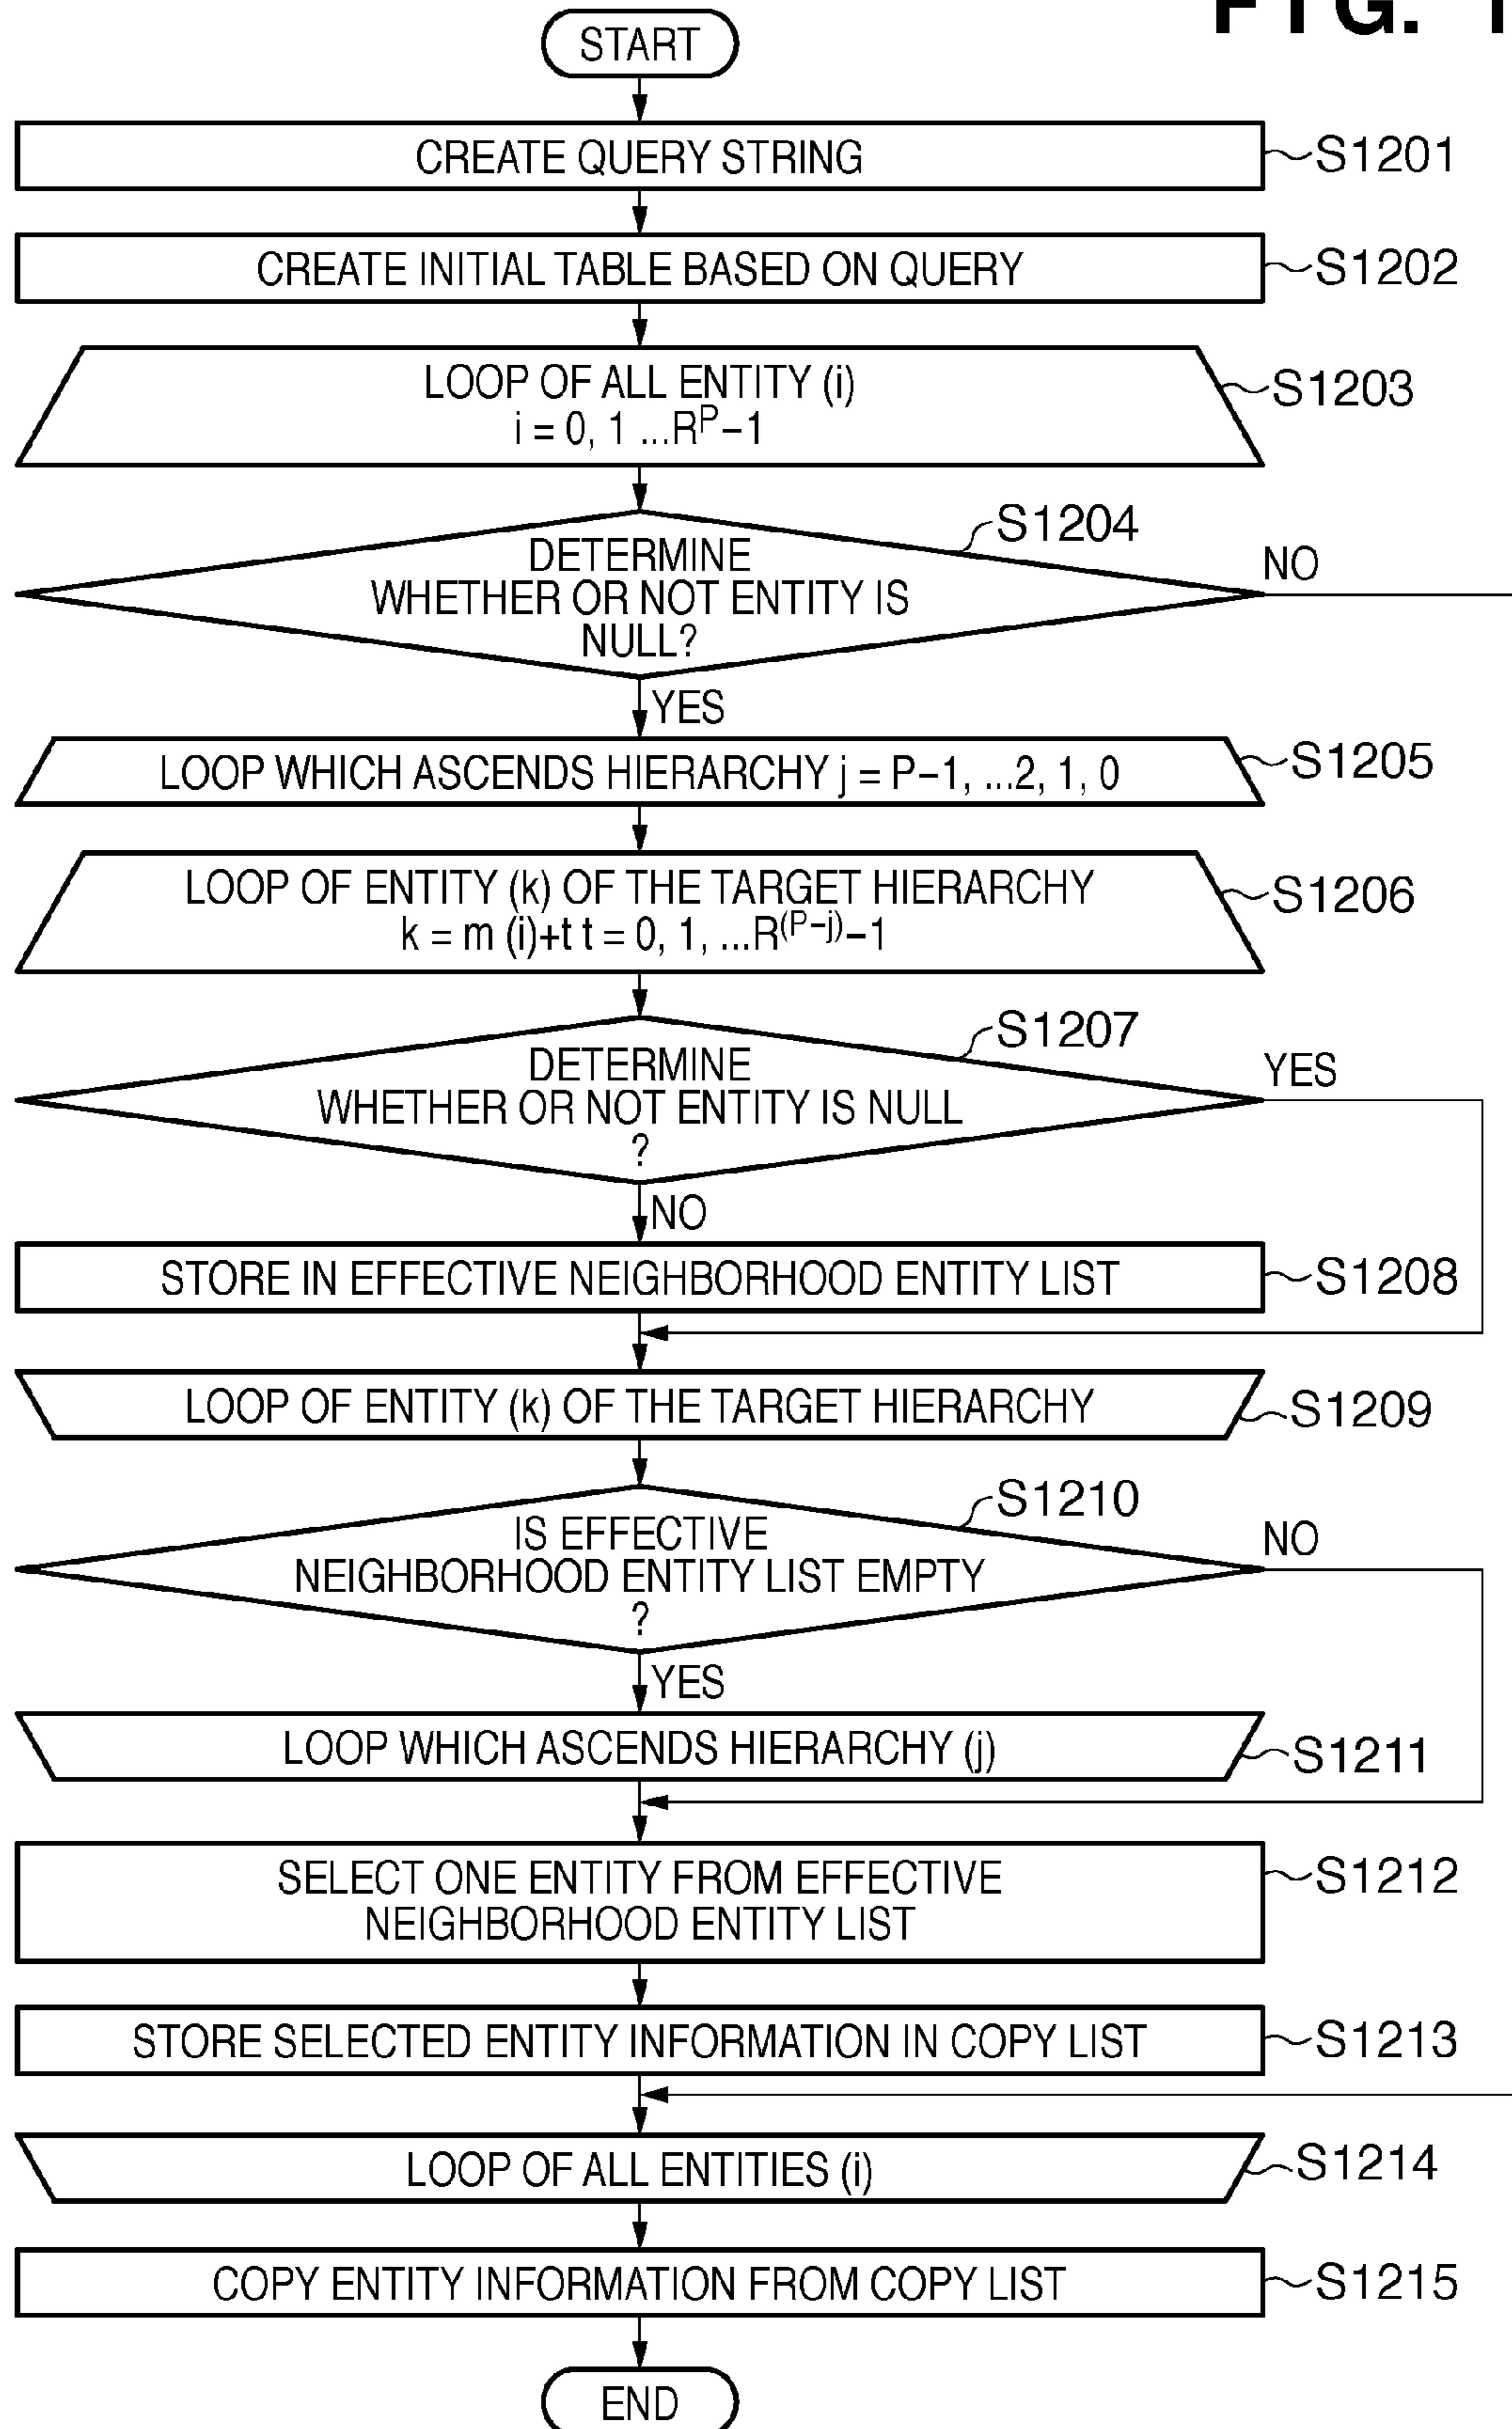 FIG. 1
START
CREATE QUERY STRING
S1201
CREATE INITIAL TABLE BASED ON QUERY
S1202
LOOP OF ALL ENTITY (i)
i = 0, 1 ...R^P−1
S1203
S1204
DETERMINE
WHETHER OR NOT ENTITY IS
NULL?
NO
YES
LOOP WHICH ASCENDS HIERARCHY j = P−1, ...2, 1, 0
S1205
LOOP OF ENTITY (k) OF THE TARGET HIERARCHY
k = m (i)+t t = 0, 1, ...R^(P−j)−1
S1206
S1207
DETERMINE
WHETHER OR NOT ENTITY IS NULL
?
YES
NO
STORE IN EFFECTIVE NEIGHBORHOOD ENTITY LIST
S1208
LOOP OF ENTITY (k) OF THE TARGET HIERARCHY
S1209
S1210
IS EFFECTIVE
NEIGHBORHOOD ENTITY LIST EMPTY
?
NO
YES
LOOP WHICH ASCENDS HIERARCHY (j)
S1211
SELECT ONE ENTITY FROM EFFECTIVE
NEIGHBORHOOD ENTITY LIST
S1212
STORE SELECTED ENTITY INFORMATION IN COPY LIST
S1213
LOOP OF ALL ENTITIES (i)
S1214
COPY ENTITY INFORMATION FROM COPY LIST
S1215
END